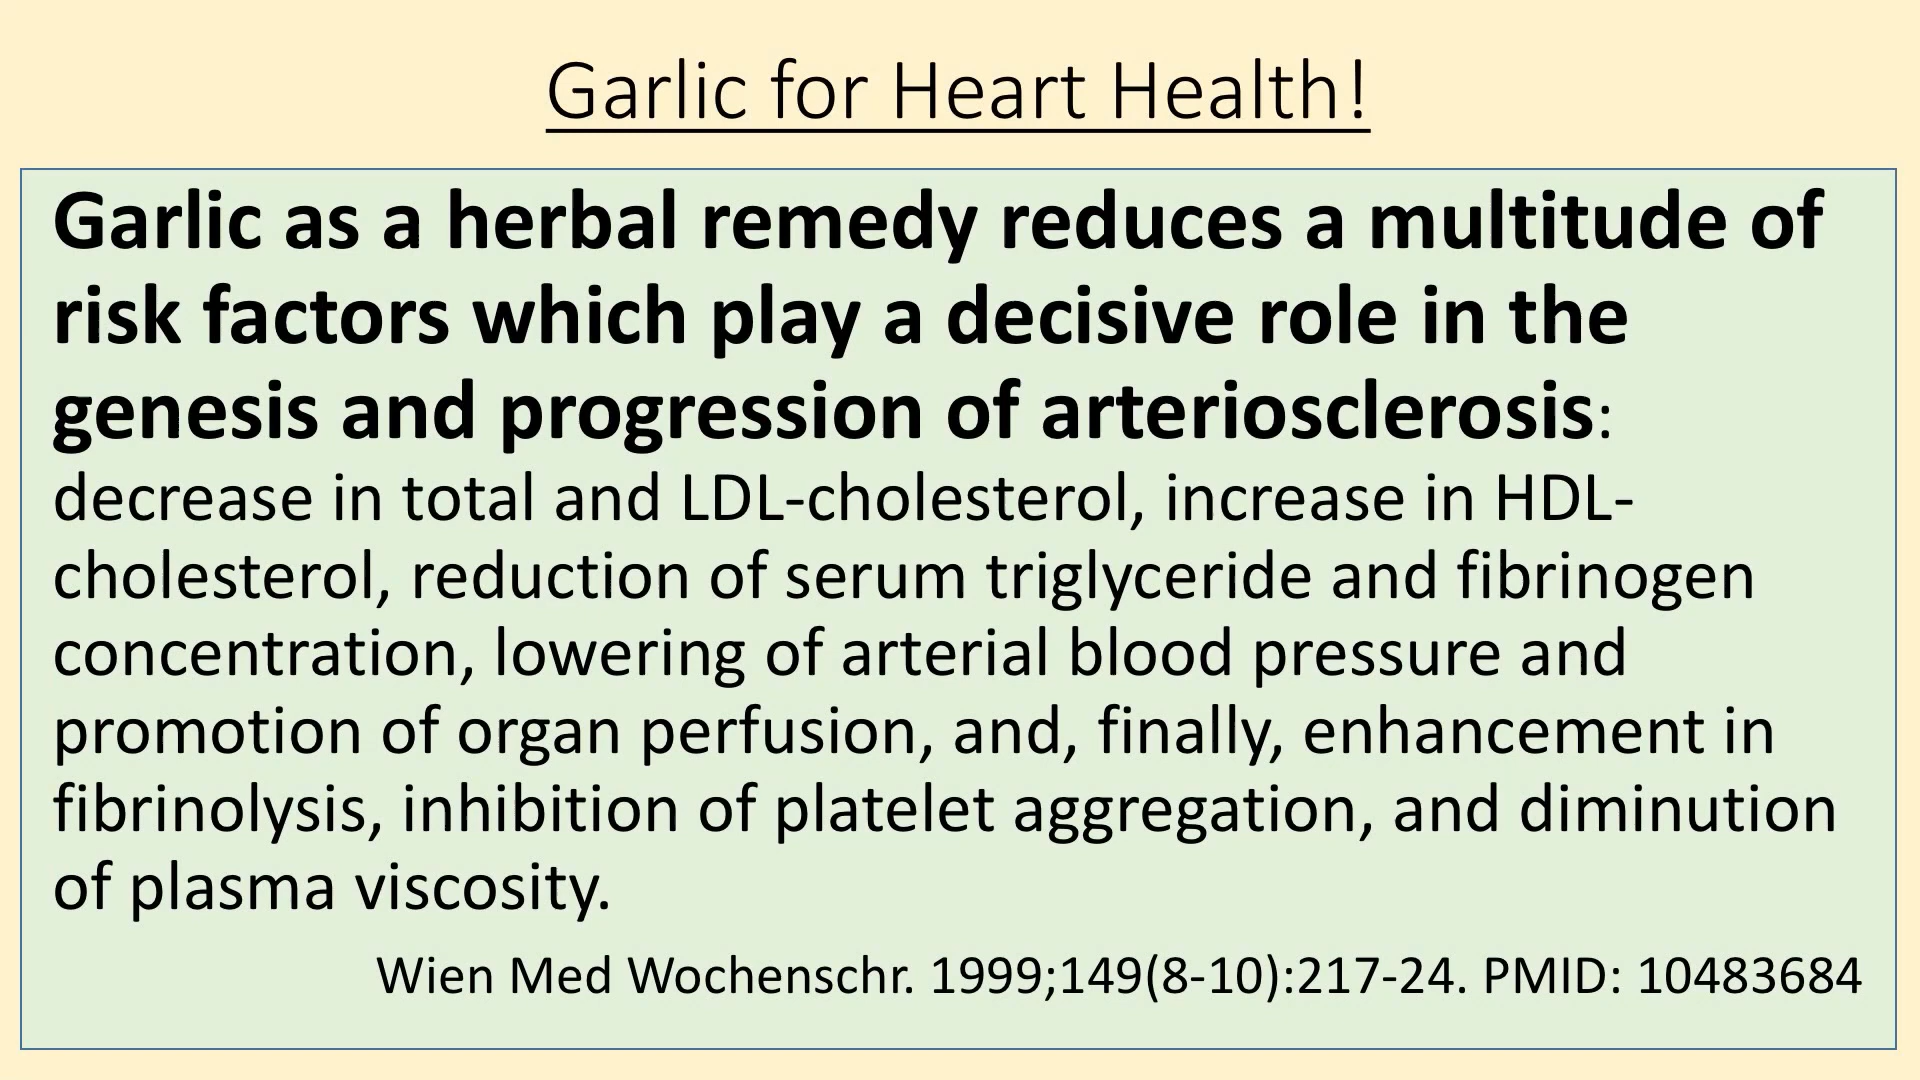 Garlic for Heart Health!
Garlic as a herbal remedy reduces a multitude of
risk factors which play a decisive role in the
genesis and progression of arteriosclerosis:
decrease in total and LDL-cholesterol, increase in HDL-
cholesterol, reduction of serum triglyceride and fibrinogen
concentration, lowering of arterial blood pressure and
promotion of organ perfusion, and, finally, enhancement in
fibrinolysis, inhibition of platelet aggregation, and diminution
of plasma viscosity.
Wien Med Wochenschr. 1999;149(8-10):217-24. PMID: 10483684